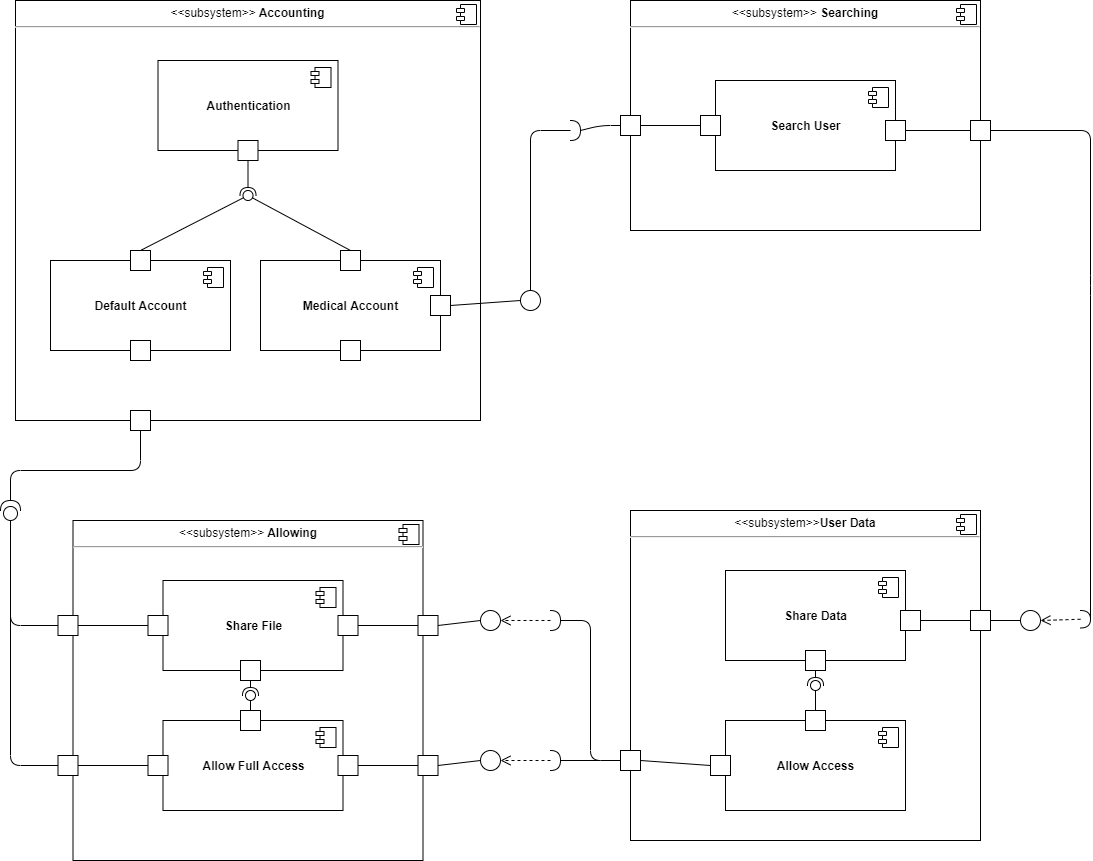 <<subsystem>> Accounting
<<subsystem>> Searching
Authentication
Search User
Default Account
Medical Account
<<subsystem>> Allowing
<<subsystem>>User Data
Share File
Share Data
Allow Full Access
Allow Access